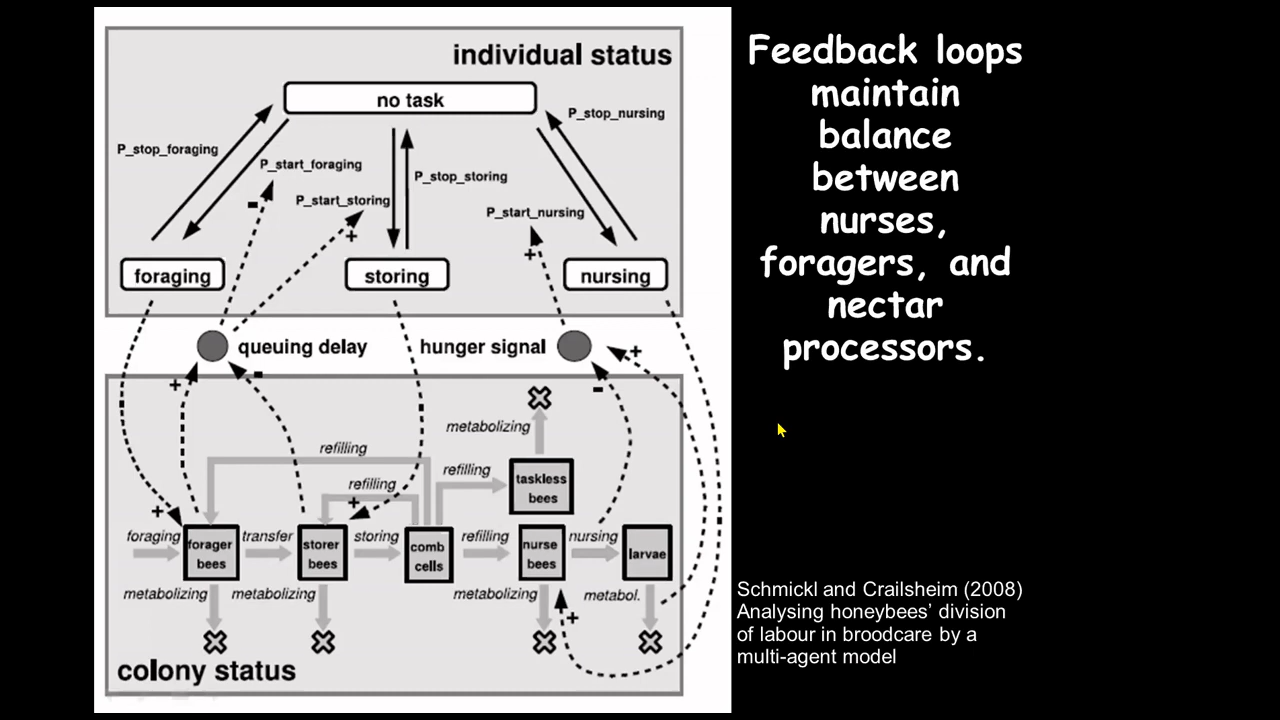 individual status
no task
P_stop_foraging
P_start_foraging
P_start_storing
P_stop_storing
P_start_nursing
P_stop_nursing
-
+
+
foraging
storing
nursing
queuing delay
hunger signal
+
-
-
+
metabolizing
refilling
refilling
refilling
taskless
bees
+
+
foraging
transfer
storing
refilling
nursing
forager
bees
storer
bees
comb
cells
nurse
bees
larvae
metabolizing
metabolizing
metabolizing
metabol.
+
colony status
Feedback loops
maintain
balance
between
nurses,
foragers, and
nectar
processors.
Schmickl and Crailsheim (2008)
Analysing honeybees’ division
of labour in broodcare by a
multi-agent model